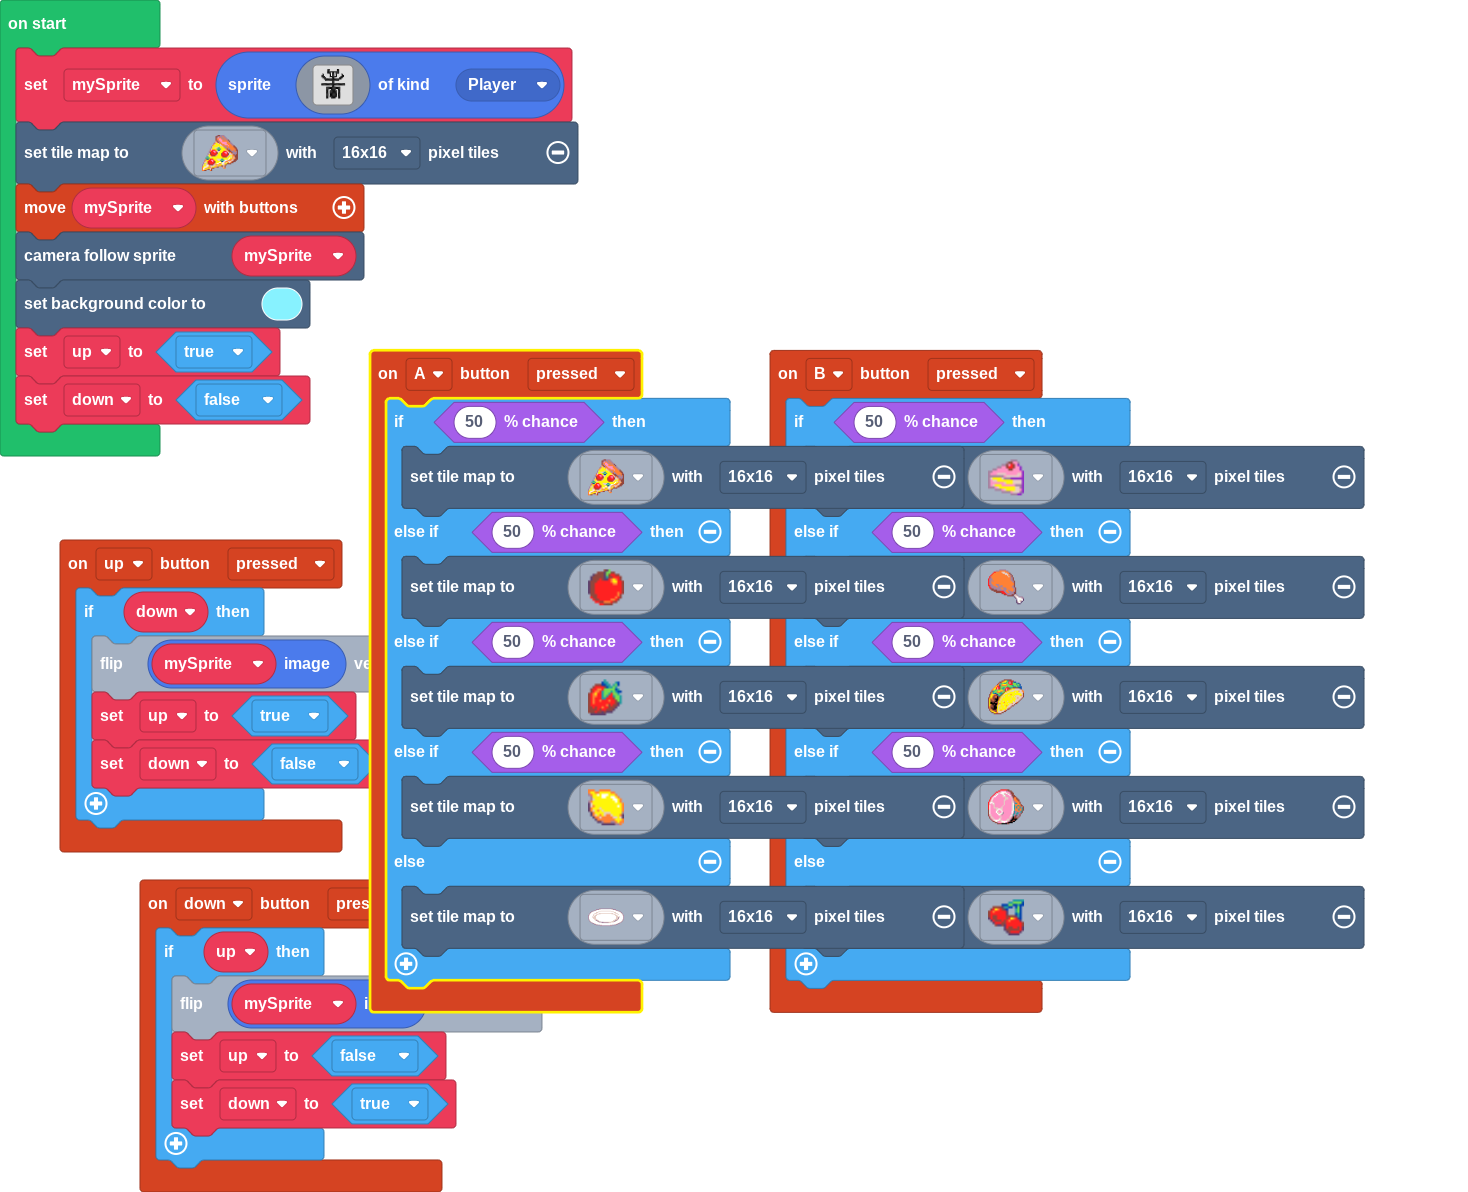 on start
set mySprite to sprite of kind Player
set tile map to with 16x16 pixel tiles
move mySprite with buttons
camera follow sprite mySprite
set background color to
set up to true
set down to false
on up button pressed
if down then
flip mySprite image ve
set up to true
set down to false
on down button pres
if up then
flip mySprite i
set up to false
set down to true
on A button pressed
if 50 % chance then
set tile map to with 16x16 pixel tiles
else if 50 % chance then
set tile map to with 16x16 pixel tiles
else if 50 % chance then
set tile map to with 16x16 pixel tiles
else if 50 % chance then
set tile map to with 16x16 pixel tiles
else
set tile map to with 16x16 pixel tiles
on B button pressed
if 50 % chance then
with 16x16 pixel tiles
else if 50 % chance then
with 16x16 pixel tiles
else if 50 % chance then
with 16x16 pixel tiles
else if 50 % chance then
with 16x16 pixel tiles
else
with 16x16 pixel tiles